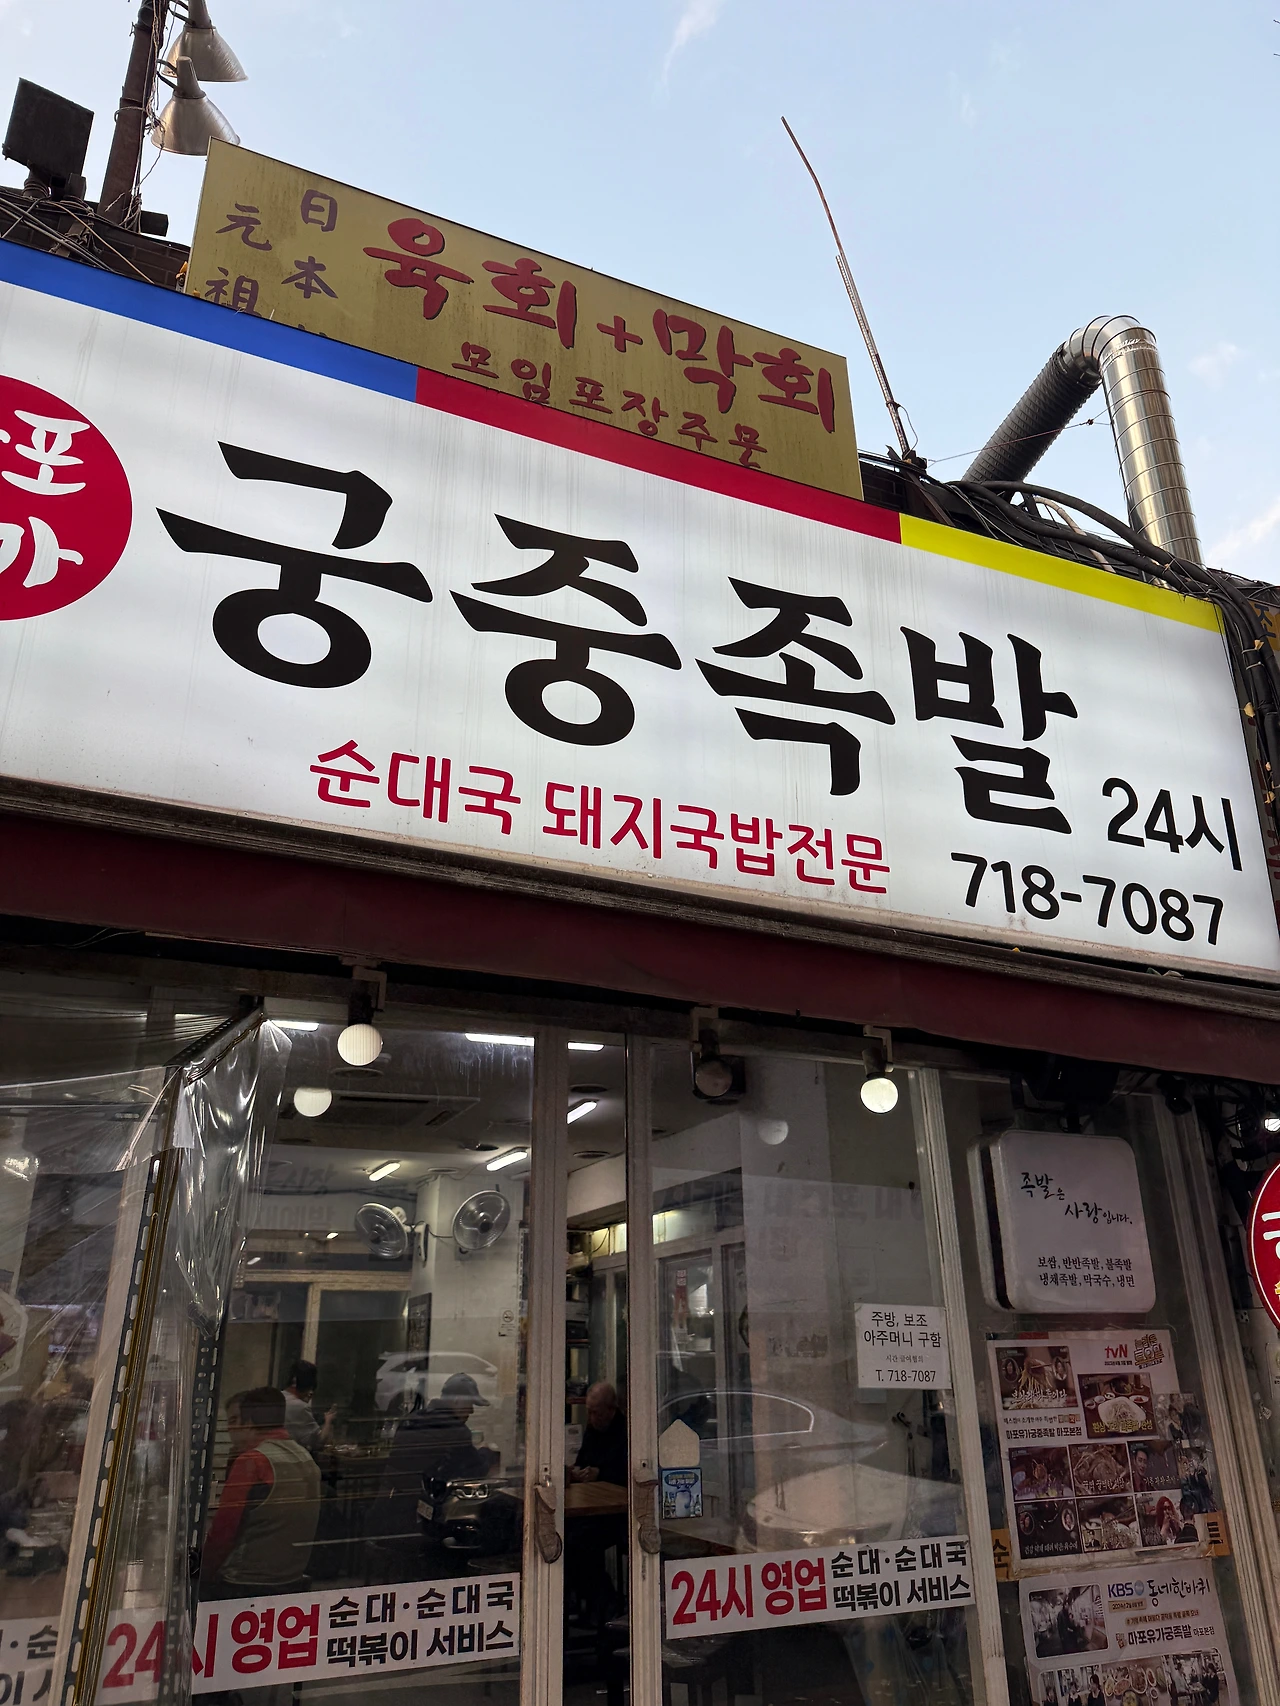 元祖
日本
육회+막회
모임포장주문
포
가
궁중족발
24시
순대국 돼지국밥전문
718-7087
족발은
사랑입니다.
보쌈, 반반족발, 불족발
냉채족발, 막국수, 냉면
주방, 보조
아주머니 구함
T. 718-7087
tvN
마포유가궁중족발 마포본점
KBS
동네한바퀴
마포유가궁중족발 마포본점
24시 영업
순대·순대국
떡볶이 서비스
24시 영업
순대·순대국
떡볶이 서비스